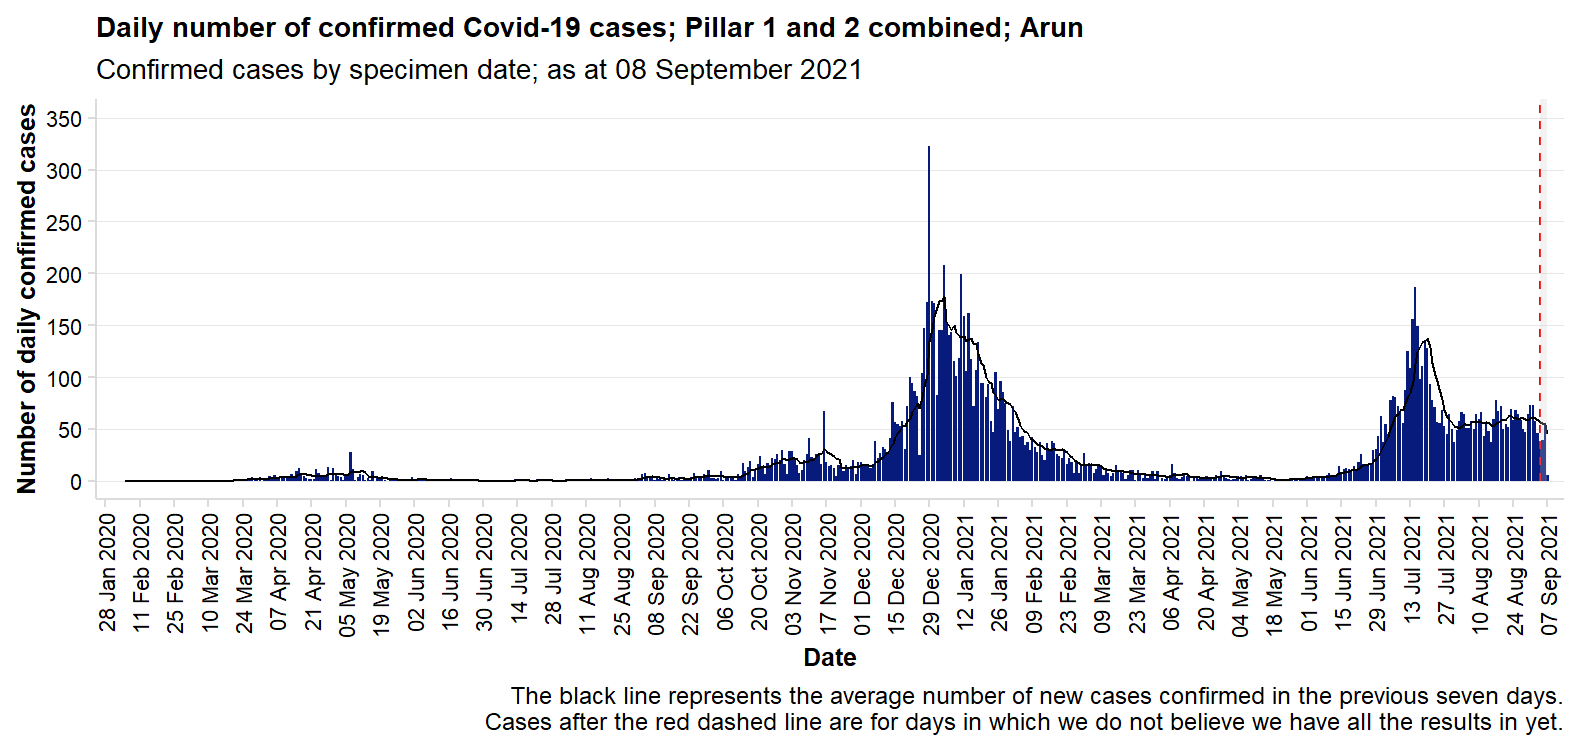 Daily number of confirmed Covid-19 cases; Pillar 1 and 2 combined; Arun
Confirmed cases by specimen date; as at 08 September 2021
Number of daily confirmed cases
350
300
250
200
150
100
50
0
28 Jan 2020
11 Feb 2020
25 Feb 2020
10 Mar 2020
24 Mar 2020
07 Apr 2020
21 Apr 2020
05 May 2020
19 May 2020
02 Jun 2020
16 Jun 2020
30 Jun 2020
14 Jul 2020
28 Jul 2020
11 Aug 2020
25 Aug 2020
08 Sep 2020
22 Sep 2020
06 Oct 2020
20 Oct 2020
03 Nov 2020
17 Nov 2020
01 Dec 2020
15 Dec 2020
29 Dec 2020
12 Jan 2021
26 Jan 2021
09 Feb 2021
23 Feb 2021
09 Mar 2021
23 Mar 2021
06 Apr 2021
20 Apr 2021
04 May 2021
18 May 2021
01 Jun 2021
15 Jun 2021
29 Jun 2021
13 Jul 2021
27 Jul 2021
10 Aug 2021
24 Aug 2021
07 Sep 2021
Date
The black line represents the average number of new cases confirmed in the previous seven days.
Cases after the red dashed line are for days in which we do not believe we have all the results in yet.